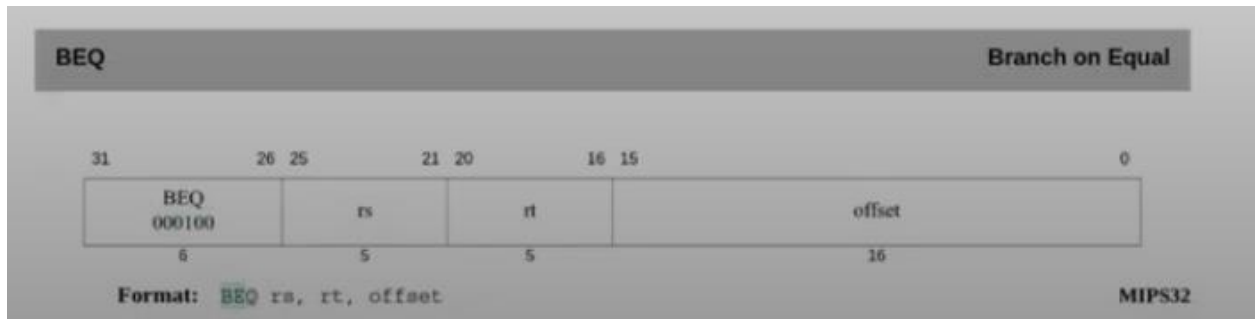 BEQ Branch on Equal
31 26 25 21 20 16 15 0
BEQ
000100 rs rt offset
6 5 5 16
Format: BEQ rs, rt, offset MIPS32